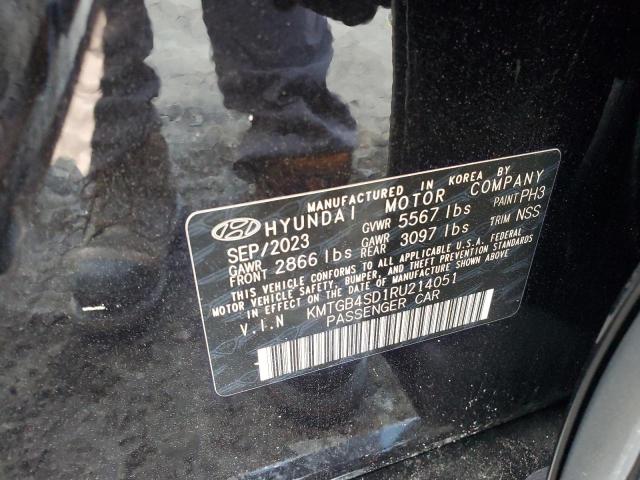 MANUFACTURED IN KOREA BY
HYUNDAI MOTOR COMPANY
SEP/2023 GVWR 5567 lbs PAINT PH3
GAWR FRONT 2866 lbs GAWR REAR 3097 lbs TRIM NSS
THIS VEHICLE CONFORMS TO ALL APPLICABLE U.S.A. FEDERAL
MOTOR VEHICLE SAFETY, BUMPER, AND THEFT PREVENTION STANDARDS
IN EFFECT ON THE DATE OF MANUFACTURE SHOWN ABOVE.
V.I.N KMTGB4SD1RU214051
PASSENGER CAR